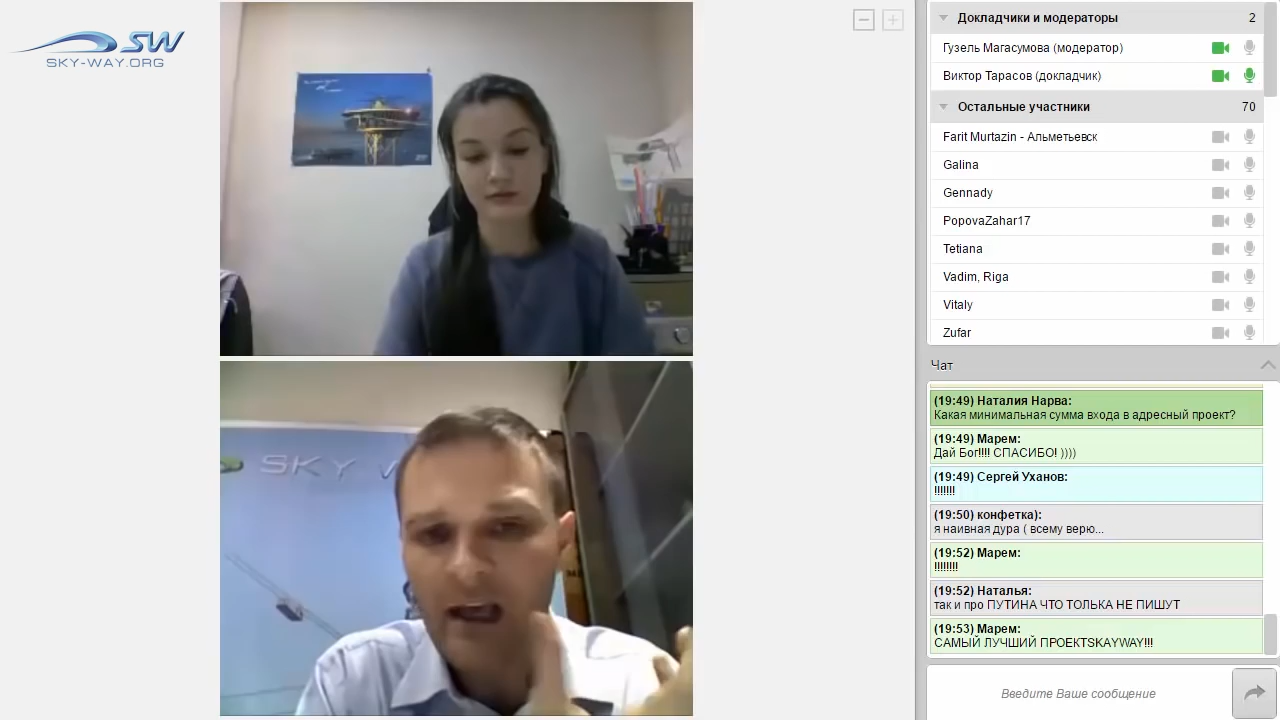 SW
SKY-WAY.ORG
SKY W
Докладчики и модераторы 2
Гузель Магасумова (модератор)
Виктор Тарасов (докладчик)
Остальные участники 70
Farit Murtazin - Альметьевск
Galina
Gennady
PopovaZahar17
Tetiana
Vadim, Riga
Vitaly
Zufar
Чат
(19:49) Наталия Нарва:
Какая минимальная сумма входа в адресный проект?
(19:49) Марем:
Дай Бог!!!! СПАСИБО! ))))
(19:49) Сергей Уханов:
!!!!!!!
(19:50) конфетка):
я наивная дура ( всему верю...
(19:52) Марем:
!!!!!!!!
(19:52) Наталья:
так и про ПУТИНА ЧТО ТОЛЬКА НЕ ПИШУТ
(19:53) Марем:
САМЫЙ ЛУЧШИЙ ПРОЕКТSKAYWAY!!!
Введите Ваше сообщение